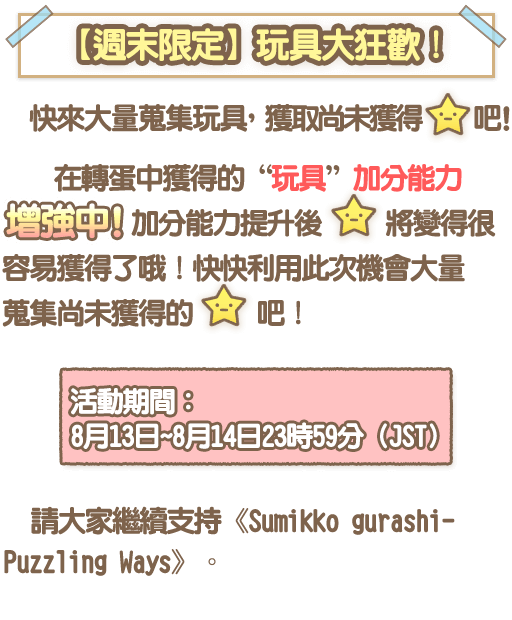 【週末限定】玩具大狂歡！
快來大量蒐集玩具，獲取尚未獲得 吧!
在轉蛋中獲得的“玩具”加分能力
增強中! 加分能力提升後 將變得很
容易獲得了哦！快快利用此次機會大量
蒐集尚未獲得的 吧！
活動期間：
8月13日~8月14日23時59分（JST）
請大家繼續支持《Sumikko gurashi-
Puzzling Ways》。